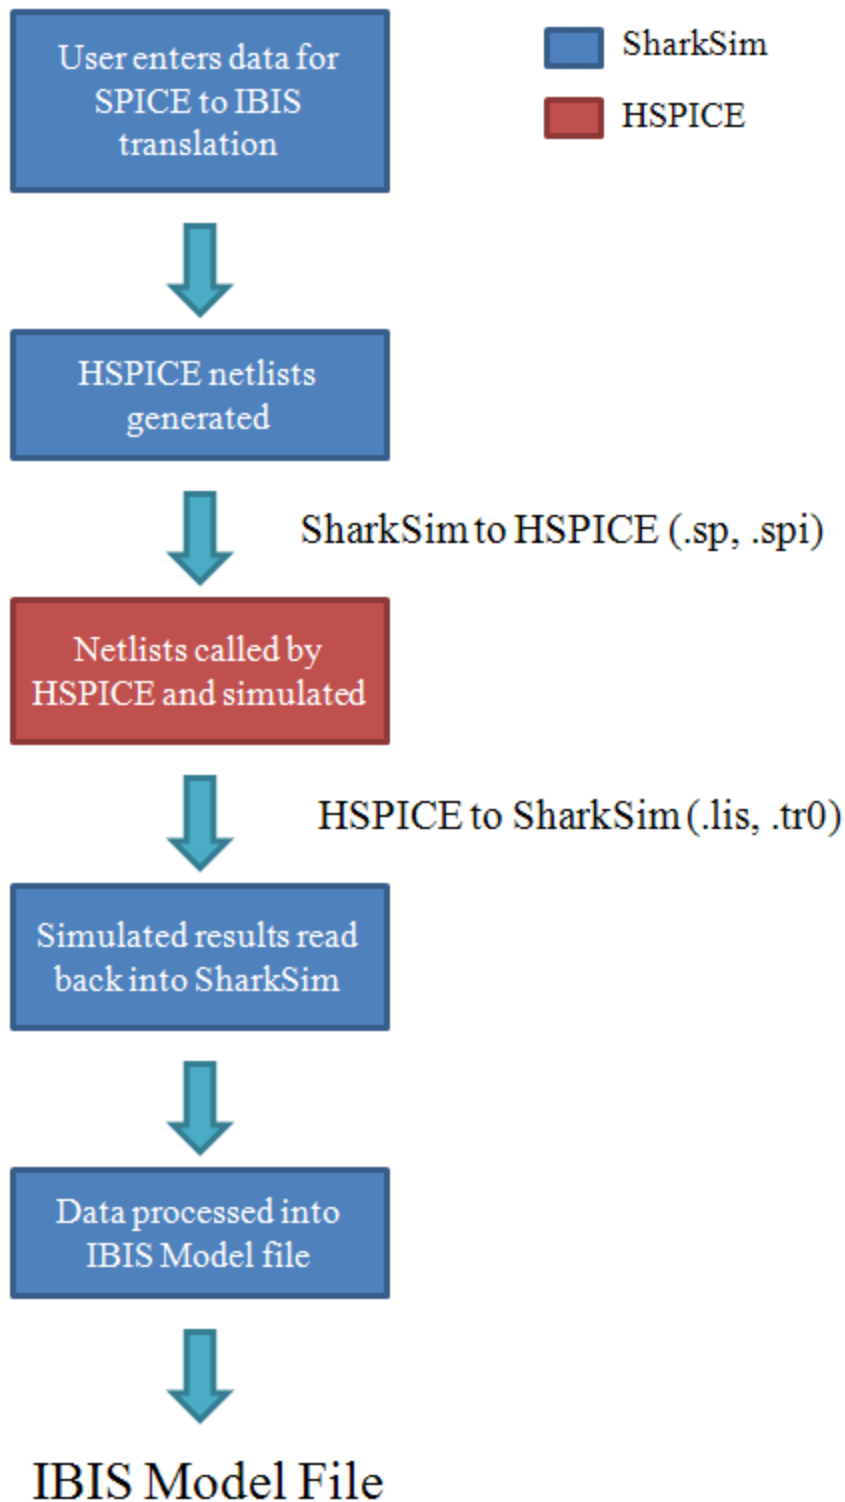 User enters data for
SPICE to IBIS
translation
SharkSim
HSPICE
HSPICE netlists
generated
SharkSim to HSPICE (.sp, .spi)
Netlists called by
HSPICE and simulated
HSPICE to SharkSim (.lis, .tr0)
Simulated results read
back into SharkSim
Data processed into
IBIS Model file
IBIS Model File